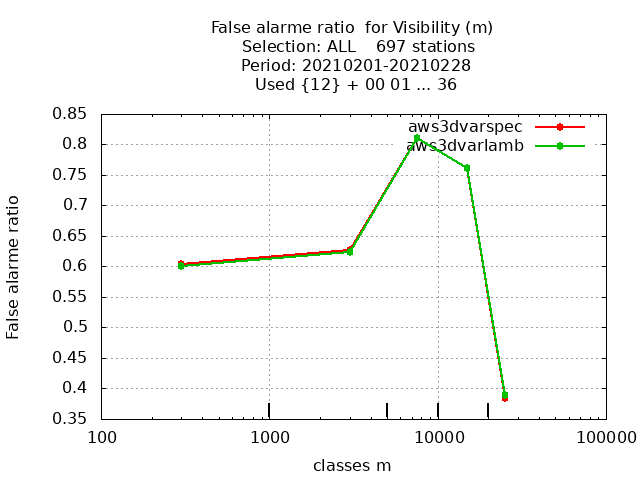 False alarme ratio  for Visibility (m)
Selection: ALL    697 stations
Period: 20210201-20210228
Used {12} + 00 01 ... 36
aws3dvarspec
aws3dvarlamb
False alarme ratio
0.85
0.8
0.75
0.7
0.65
0.6
0.55
0.5
0.45
0.4
0.35
100
1000
10000
100000
classes m